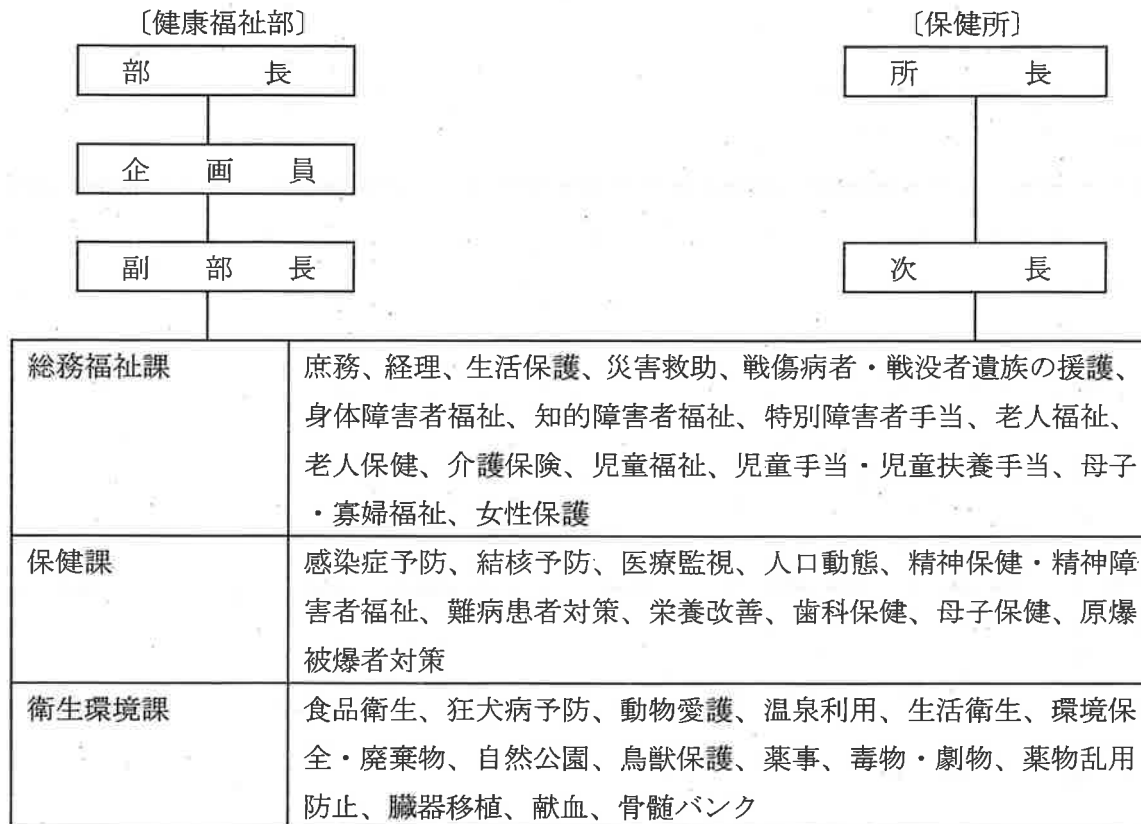 〔健康福祉部〕
〔保健所〕
部長
所長
企画員
副部長
次長
総務福祉課
庶務、経理、生活保護、災害救助、戦傷病者・戦没者遺族の援護、
身体障害者福祉、知的障害者福祉、特別障害者手当、老人福祉、
老人保健、介護保険、児童福祉、児童手当・児童扶養手当、母子
・寡婦福祉、女性保護
保健課
感染症予防、結核予防、医療監視、人口動態、精神保健・精神障
害者福祉、難病患者対策、栄養改善、歯科保健、母子保健、原爆
被爆者対策
衛生環境課
食品衛生、狂犬病予防、動物愛護、温泉利用、生活衛生、環境保
全・廃棄物、自然公園、鳥獣保護、薬事、毒物・劇物、薬物乱用
防止、臓器移植、献血、骨髄バンク